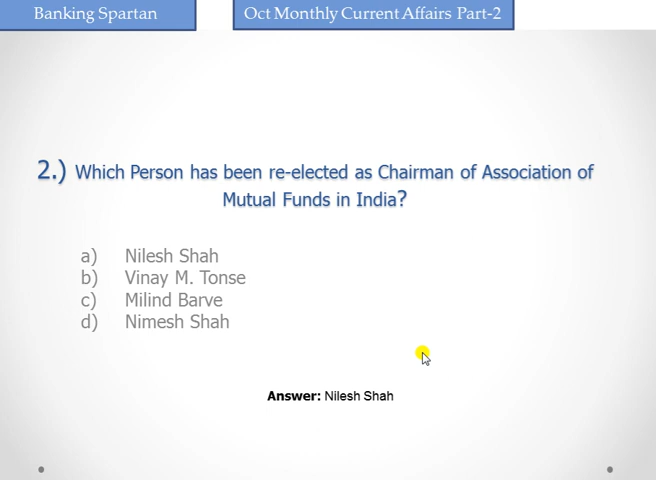 Banking Spartan
Oct Monthly Current Affairs Part-2
2.) Which Person has been re-elected as Chairman of Association of
Mutual Funds in India?
a) Nilesh Shah
b) Vinay M. Tonse
c) Milind Barve
d) Nimesh Shah
Answer: Nilesh Shah